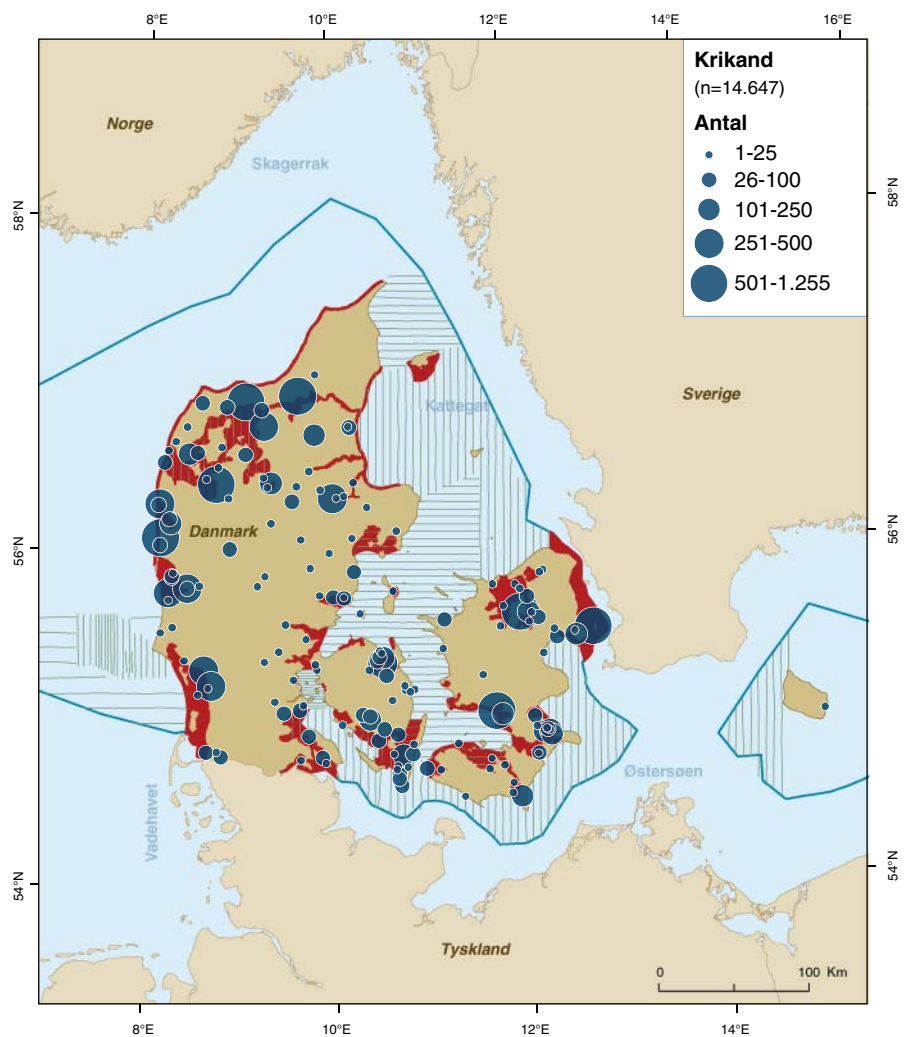 8°E 10°E 12°E 14°E 16°E
Krikand
(n=14.647)
Antal
1-25
26-100
101-250
251-500
501-1.255
Norge
Skagerrak
58°N
58°N
Sverige
Kattegat
Danmark
56°N
56°N
Østersøen
Vadehavet
54°N
54°N
Tyskland
0 100 Km
8°E 10°E 12°E 14°E